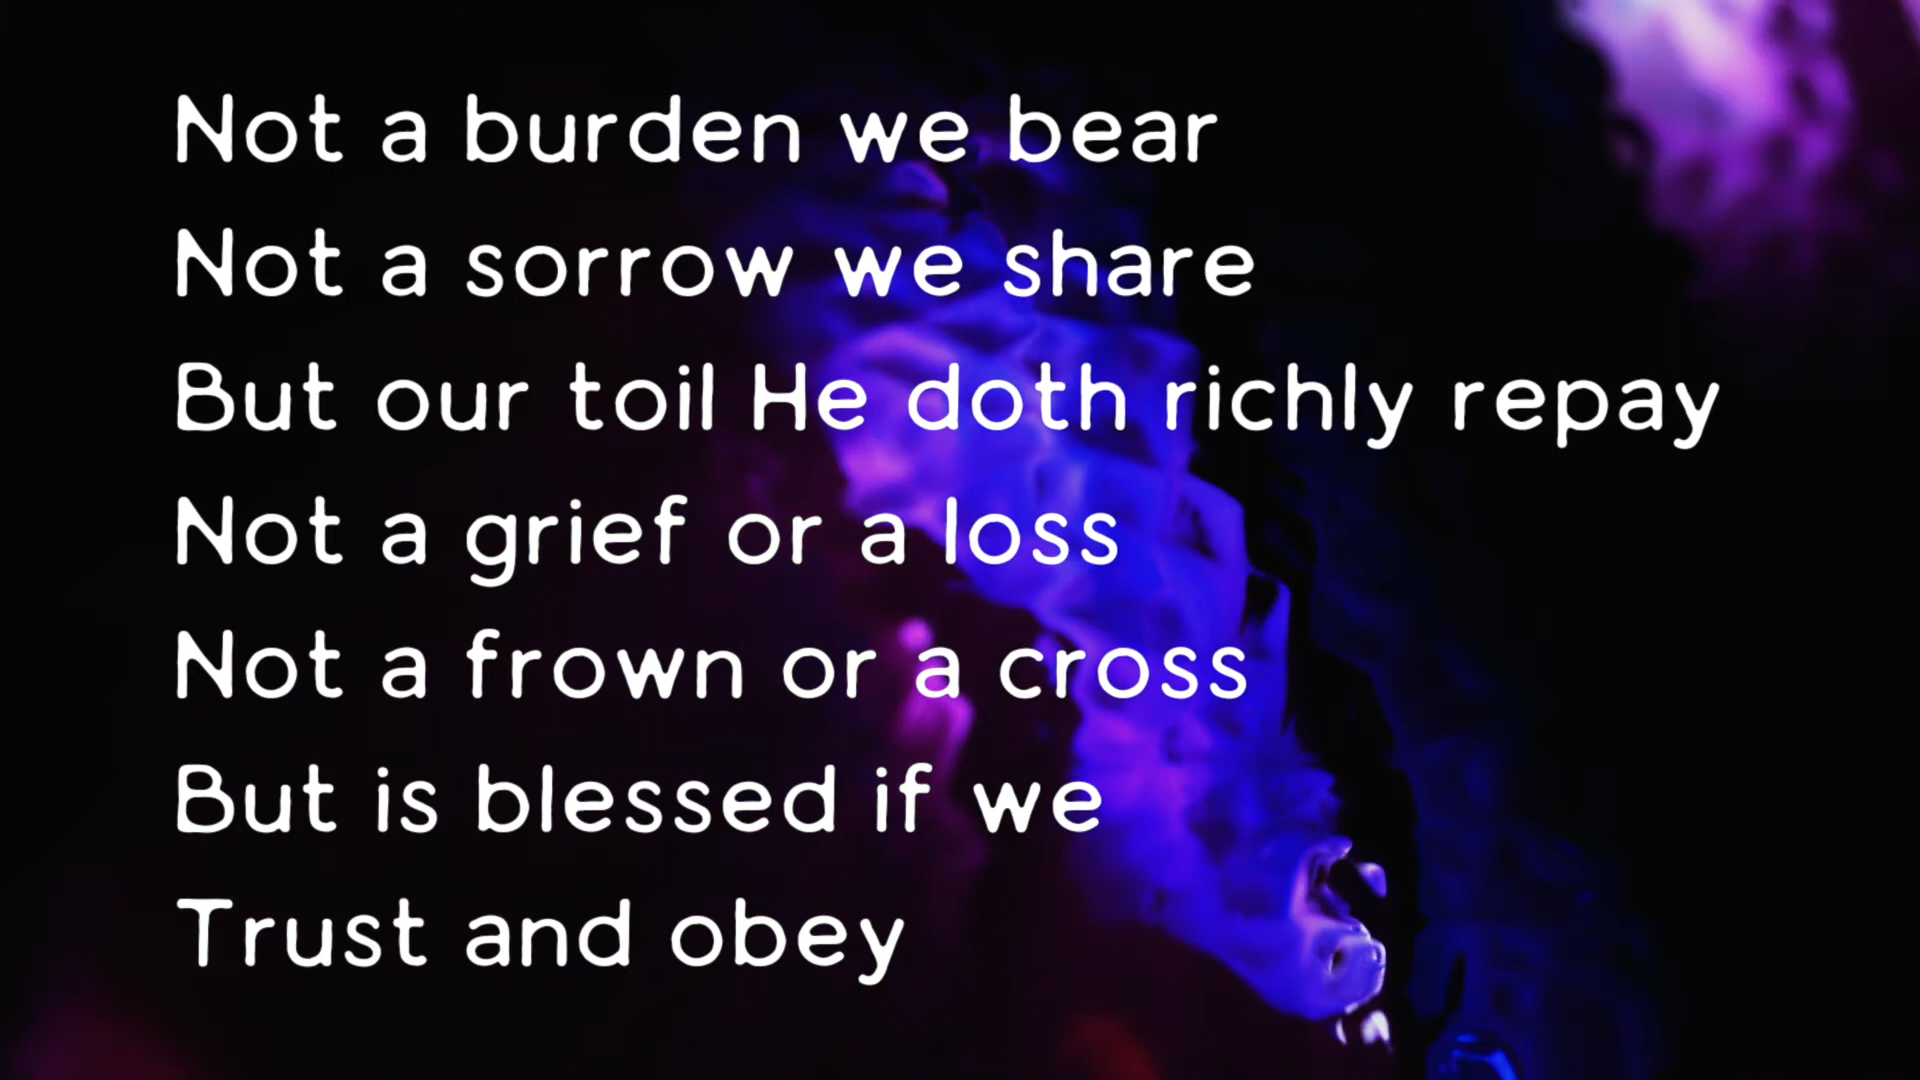 Not a burden we bear
Not a sorrow we share
But our toil He doth richly repay
Not a grief or a loss
Not a frown or a cross
But is blessed if we
Trust and obey